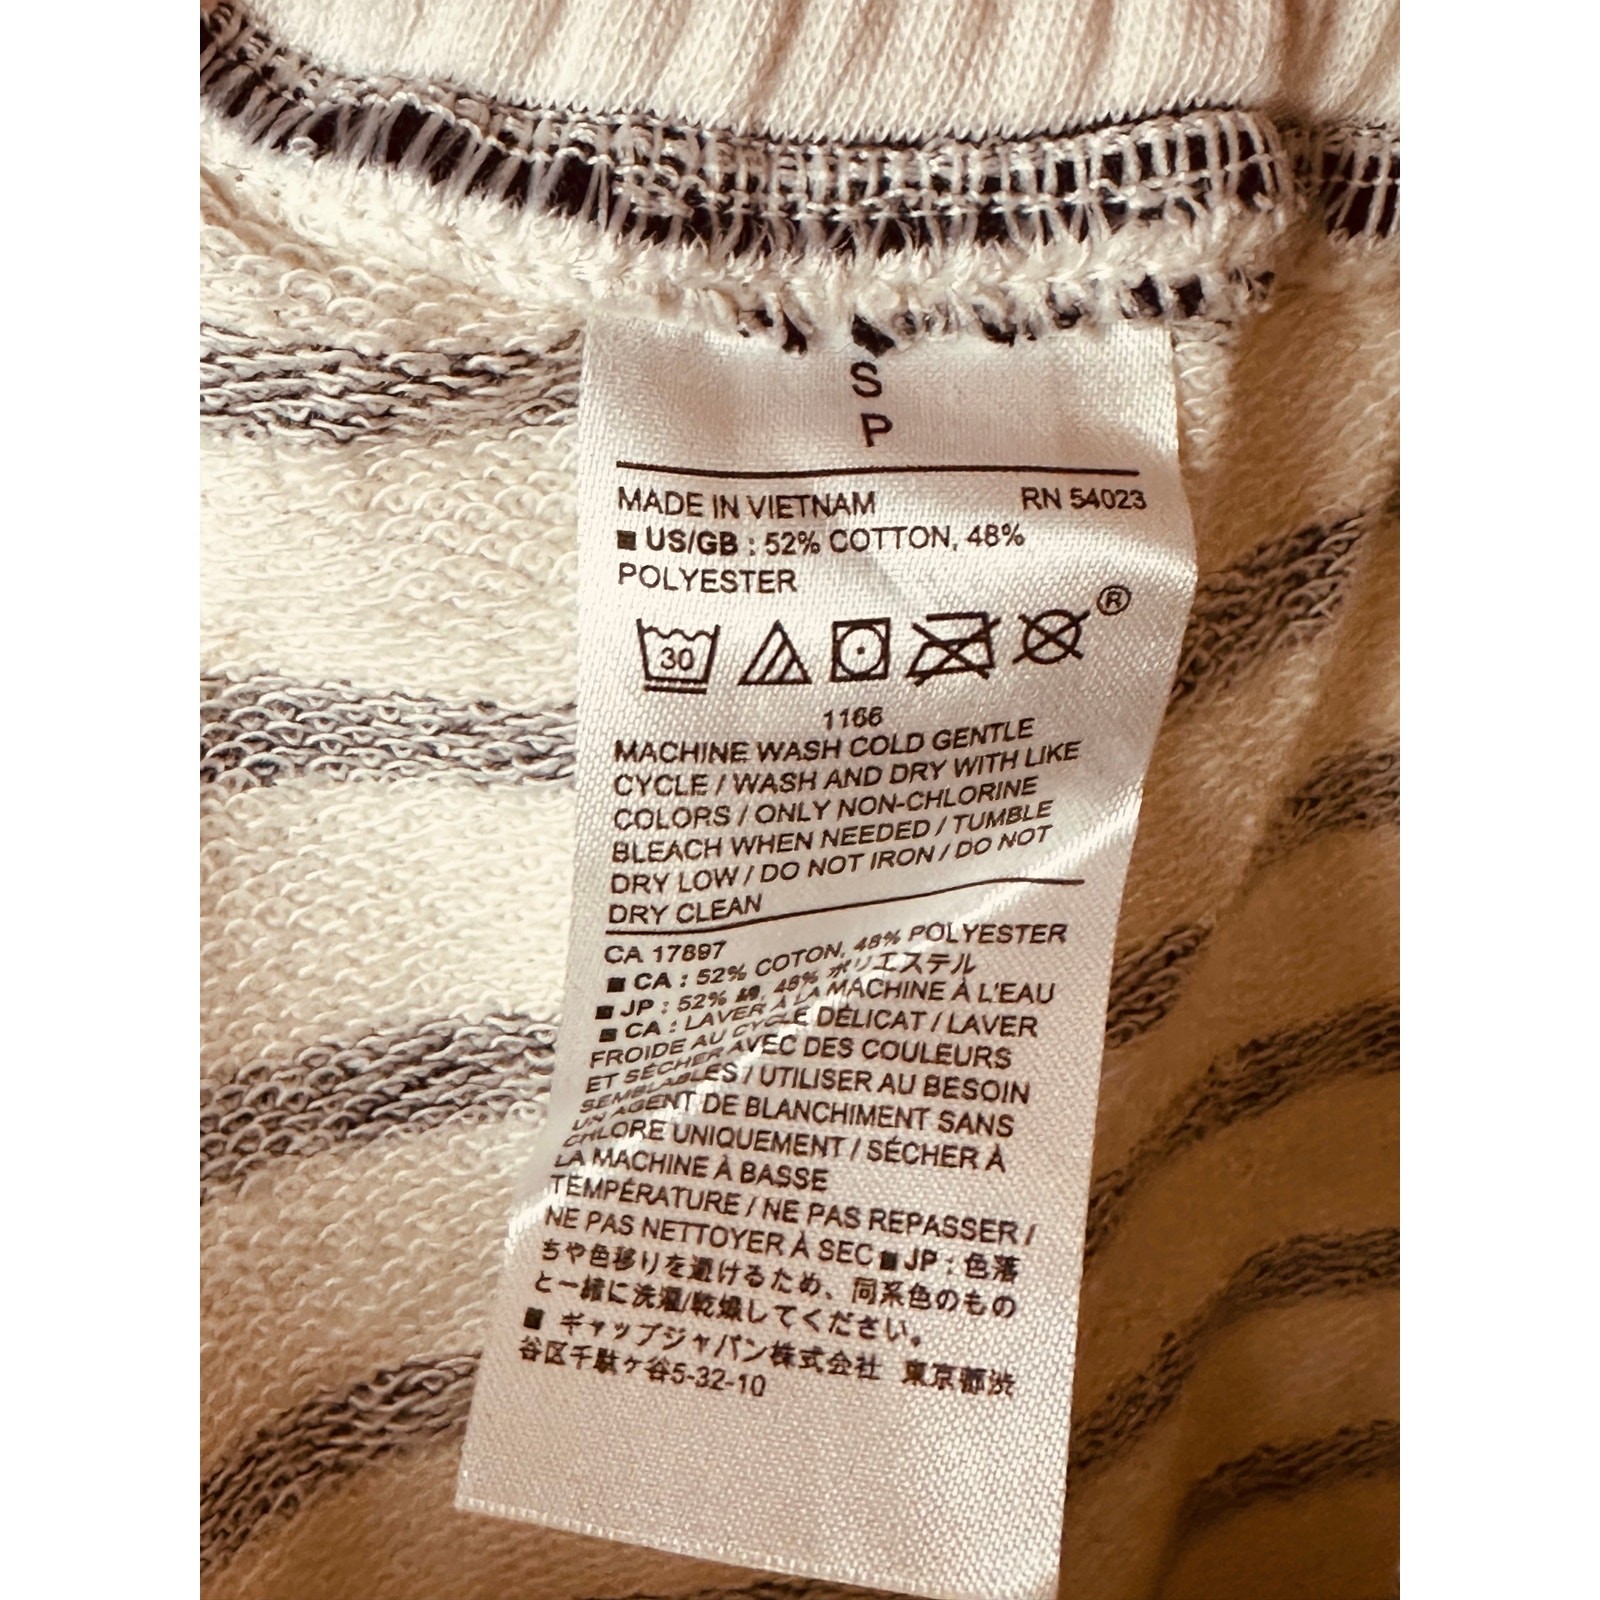 S
P
MADE IN VIETNAM RN 54023
■ US/GB : 52% COTTON, 48%
POLYESTER
30
®
1166
MACHINE WASH COLD GENTLE
CYCLE / WASH AND DRY WITH LIKE
COLORS / ONLY NON-CHLORINE
BLEACH WHEN NEEDED / TUMBLE
DRY LOW / DO NOT IRON / DO NOT
DRY CLEAN
CA 17897
■ CA : 52% COTON, 48% POLYESTER
■ JP : 52% 綿, 48% ポリエステル
■ CA : LAVER À LA MACHINE À L'EAU
FROIDE AU CYCLE DÉLICAT / LAVER
ET SÉCHER AVEC DES COULEURS
SEMBLABLES / UTILISER AU BESOIN
UN AGENT DE BLANCHIMENT SANS
CHLORE UNIQUEMENT / SÉCHER À
LA MACHINE À BASSE
TEMPÉRATURE / NE PAS REPASSER /
NE PAS NETTOYER À SEC ■ JP : 色落
ちや色移りを避けるため、同系色のもの
と一緒に洗濯/乾燥してください。
■ ギャップジャパン株式会社 東京都渋
谷区千駄ヶ谷5-32-10